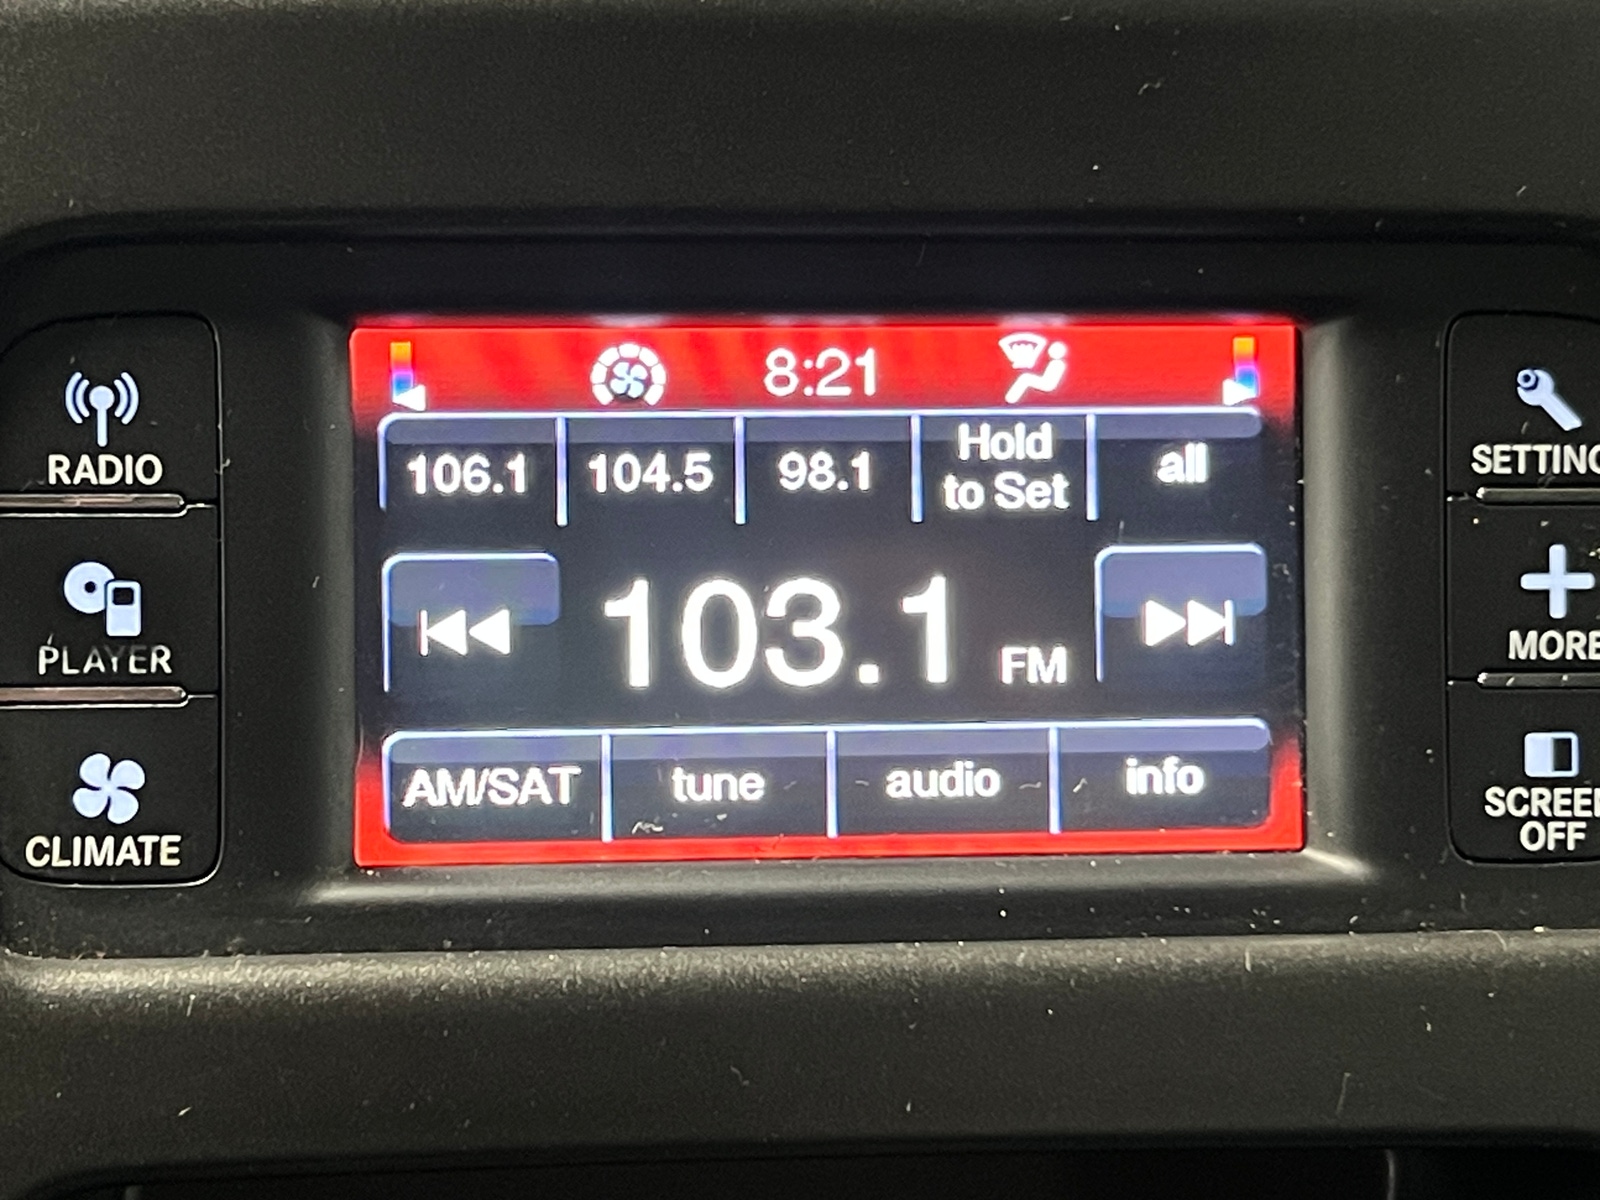 8:21
106.1 104.5 98.1 Hold to Set all
103.1 FM
AM/SAT tune audio info
RADIO
PLAYER
CLIMATE
SETTING
MORE
SCREE
OFF